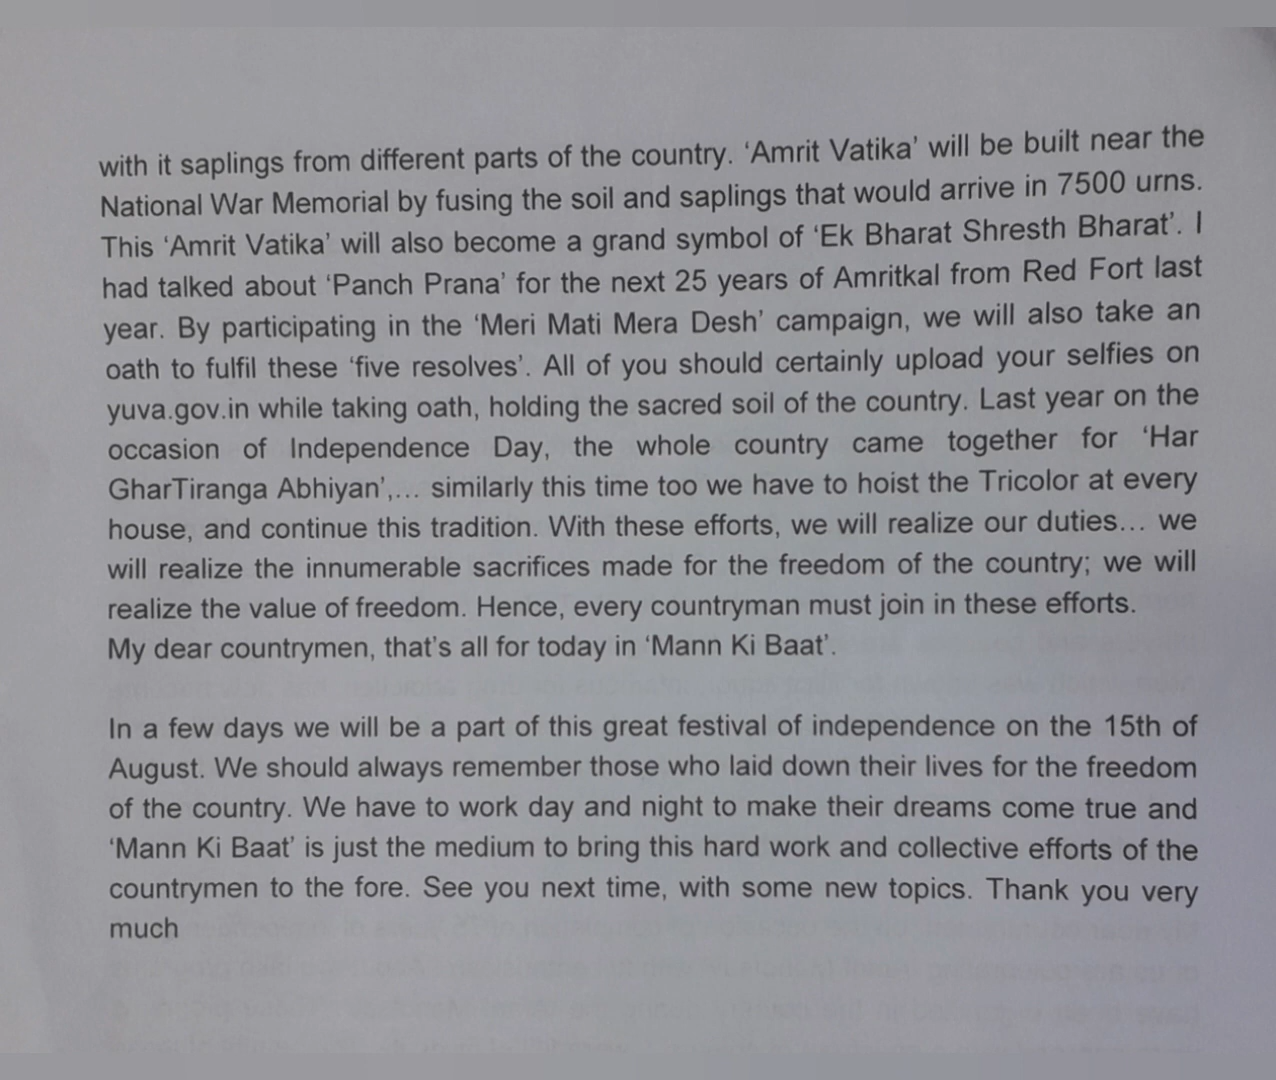 with it saplings from different parts of the country. ‘Amrit Vatika’ will be built near the
National War Memorial by fusing the soil and saplings that would arrive in 7500 urns.
This ‘Amrit Vatika’ will also become a grand symbol of ‘Ek Bharat Shresth Bharat’. I
had talked about ‘Panch Prana’ for the next 25 years of Amritkal from Red Fort last
year. By participating in the ‘Meri Mati Mera Desh’ campaign, we will also take an
oath to fulfil these ‘five resolves’. All of you should certainly upload your selfies on
yuva.gov.in while taking oath, holding the sacred soil of the country. Last year on the
occasion of Independence Day, the whole country came together for ‘Har
GharTiranga Abhiyan’,... similarly this time too we have to hoist the Tricolor at every
house, and continue this tradition. With these efforts, we will realize our duties... we
will realize the innumerable sacrifices made for the freedom of the country; we will
realize the value of freedom. Hence, every countryman must join in these efforts.
My dear countrymen, that’s all for today in ‘Mann Ki Baat’.
In a few days we will be a part of this great festival of independence on the 15th of
August. We should always remember those who laid down their lives for the freedom
of the country. We have to work day and night to make their dreams come true and
‘Mann Ki Baat’ is just the medium to bring this hard work and collective efforts of the
countrymen to the fore. See you next time, with some new topics. Thank you very
much